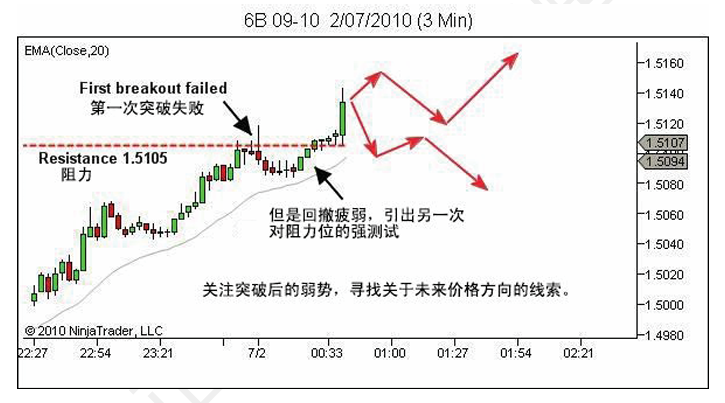 6B 09-10 2/07/2010 (3 Min)
EMA(Close,20)
First breakout failed
第一次突破失败
Resistance 1.5105
阻力
但是回撤疲弱，引出另一次
对阻力位的强测试
关注突破后的弱势，寻找关于未来价格方向的线索。
© 2010 NinjaTrader, LLC
1.5160
1.5140
1.5120
1.5107
1.5094
1.5080
1.5060
1.5040
1.5020
1.5000
1.4980
22:27 22:54 23:21 7/2 00:33 01:00 01:27 01:54 02:21